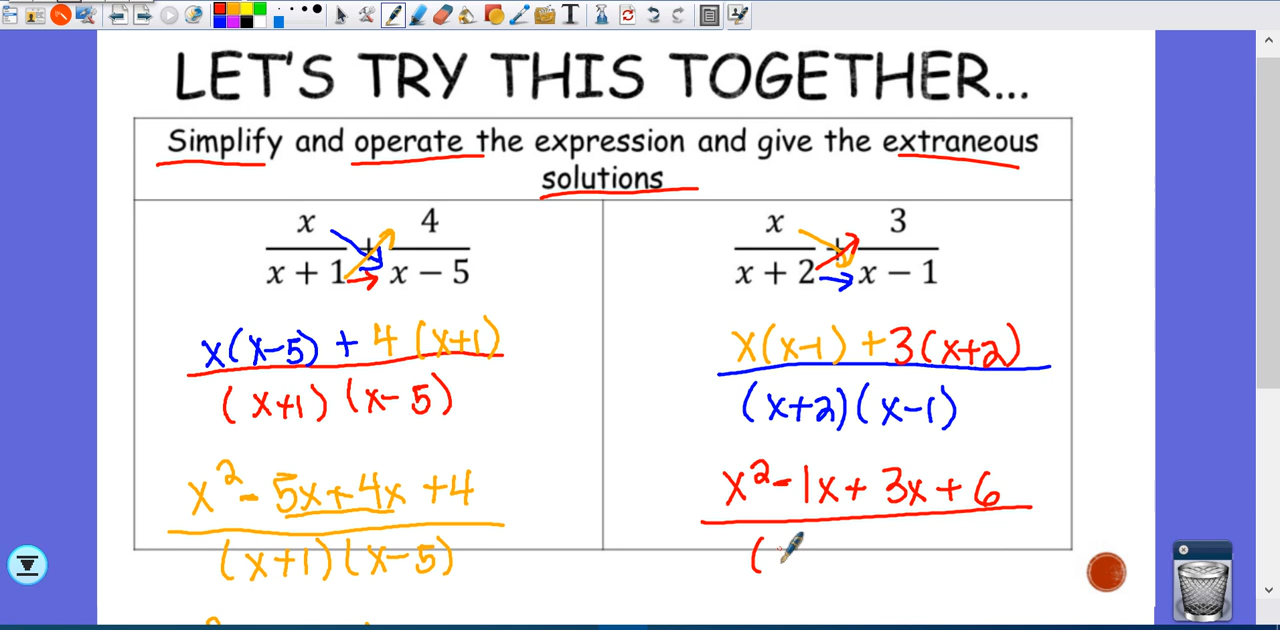 LET'S TRY THIS TOGETHER...
Simplify and operate the expression and give the extraneous
solutions
x/(x + 1) + 4/(x − 5)
x(x-5) + 4 (x+1)
(x+1) (x-5)
x² - 5x+4x +4
(x+1) (x-5)
x/(x + 2) + 3/(x − 1)
x(x-1) + 3(x+2)
(x+2)(x-1)
x² - 1x + 3x + 6
(